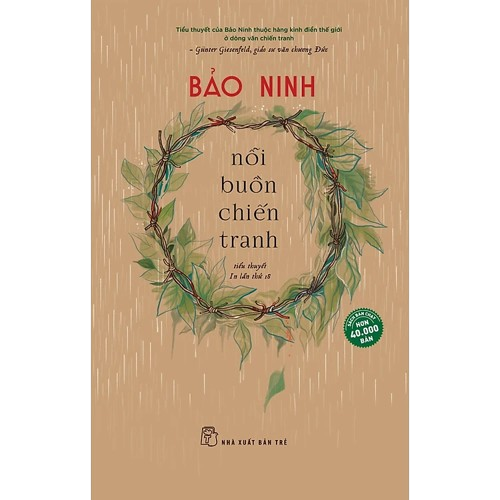 Tiểu thuyết của Bảo Ninh thuộc hàng kinh điển thế giới
ở dòng văn chiến tranh
– Günter Giesenfeld, giáo sư văn chương Đức
BẢO NINH
nỗi
buồn
chiến
tranh
tiểu thuyết
In lần thứ 18
SÁCH BÁN CHẠY
HƠN
40.000
BẢN
NHÀ XUẤT BẢN TRẺ